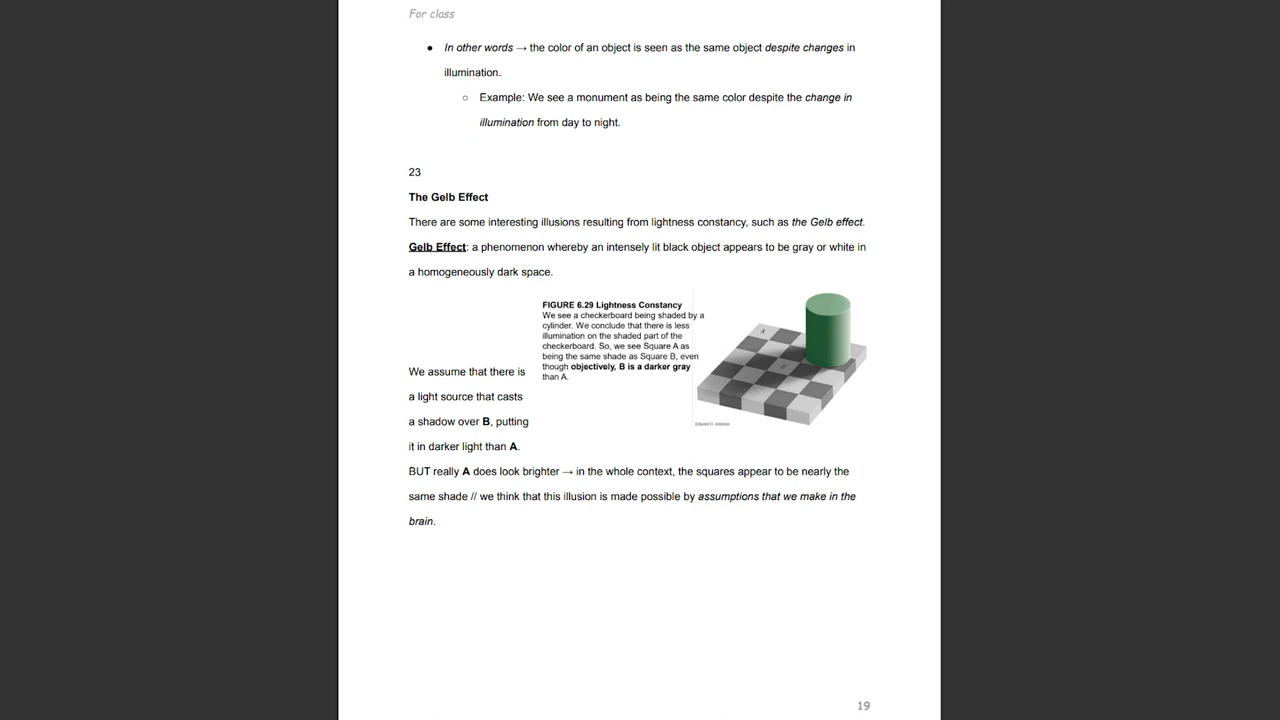 For class
● In other words → the color of an object is seen as the same object despite changes in
illumination.
○ Example: We see a monument as being the same color despite the change in
illumination from day to night.
23
The Gelb Effect
There are some interesting illusions resulting from lightness constancy, such as the Gelb effect.
Gelb Effect: a phenomenon whereby an intensely lit black object appears to be gray or white in
a homogeneously dark space.
FIGURE 6.29 Lightness Constancy
We see a checkerboard being shaded by a
cylinder. We conclude that there is less
illumination on the shaded part of the
checkerboard. So, we see Square A as
being the same shade as Square B, even
though objectively, B is a darker gray
than A.
A
B
Edward H. Adelson
We assume that there is
a light source that casts
a shadow over B, putting
it in darker light than A.
BUT really A does look brighter → in the whole context, the squares appear to be nearly the
same shade // we think that this illusion is made possible by assumptions that we make in the
brain.
19